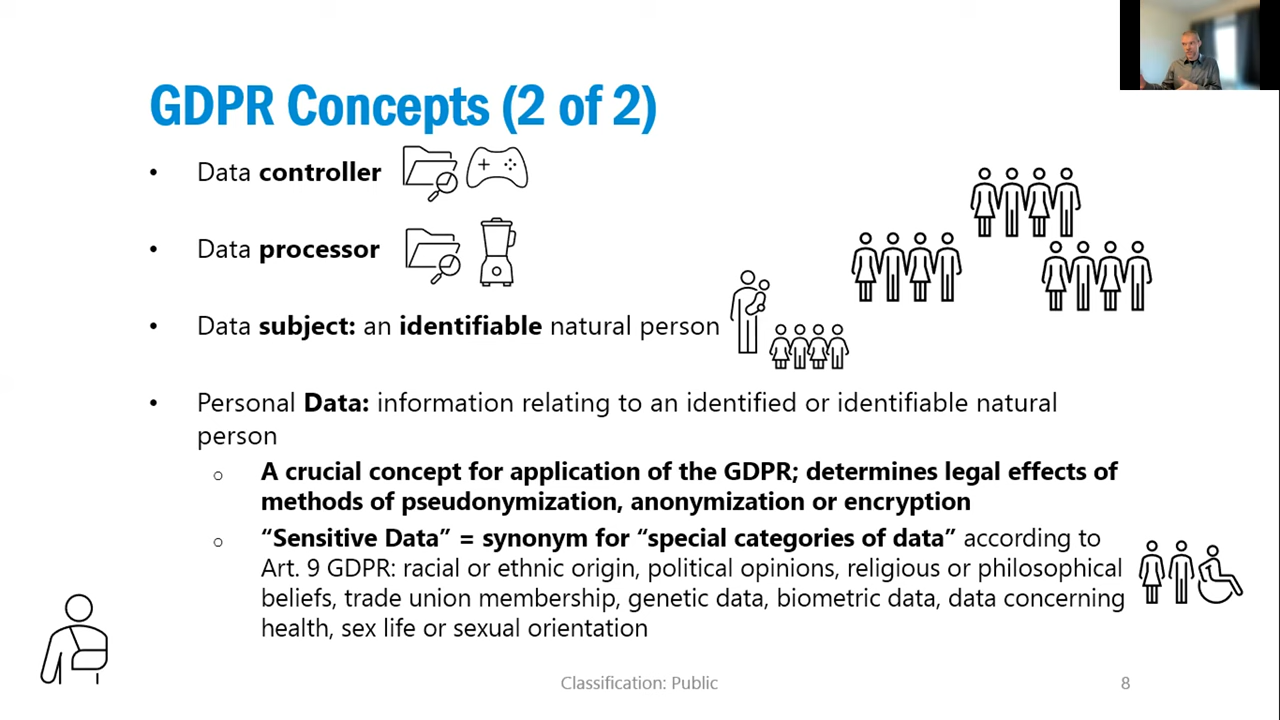 GDPR Concepts (2 of 2)
• Data controller
• Data processor
• Data subject: an identifiable natural person
• Personal Data: information relating to an identified or identifiable natural
person
○ A crucial concept for application of the GDPR; determines legal effects of
methods of pseudonymization, anonymization or encryption
○ “Sensitive Data” = synonym for “special categories of data” according to
Art. 9 GDPR: racial or ethnic origin, political opinions, religious or philosophical
beliefs, trade union membership, genetic data, biometric data, data concerning
health, sex life or sexual orientation
Classification: Public
8